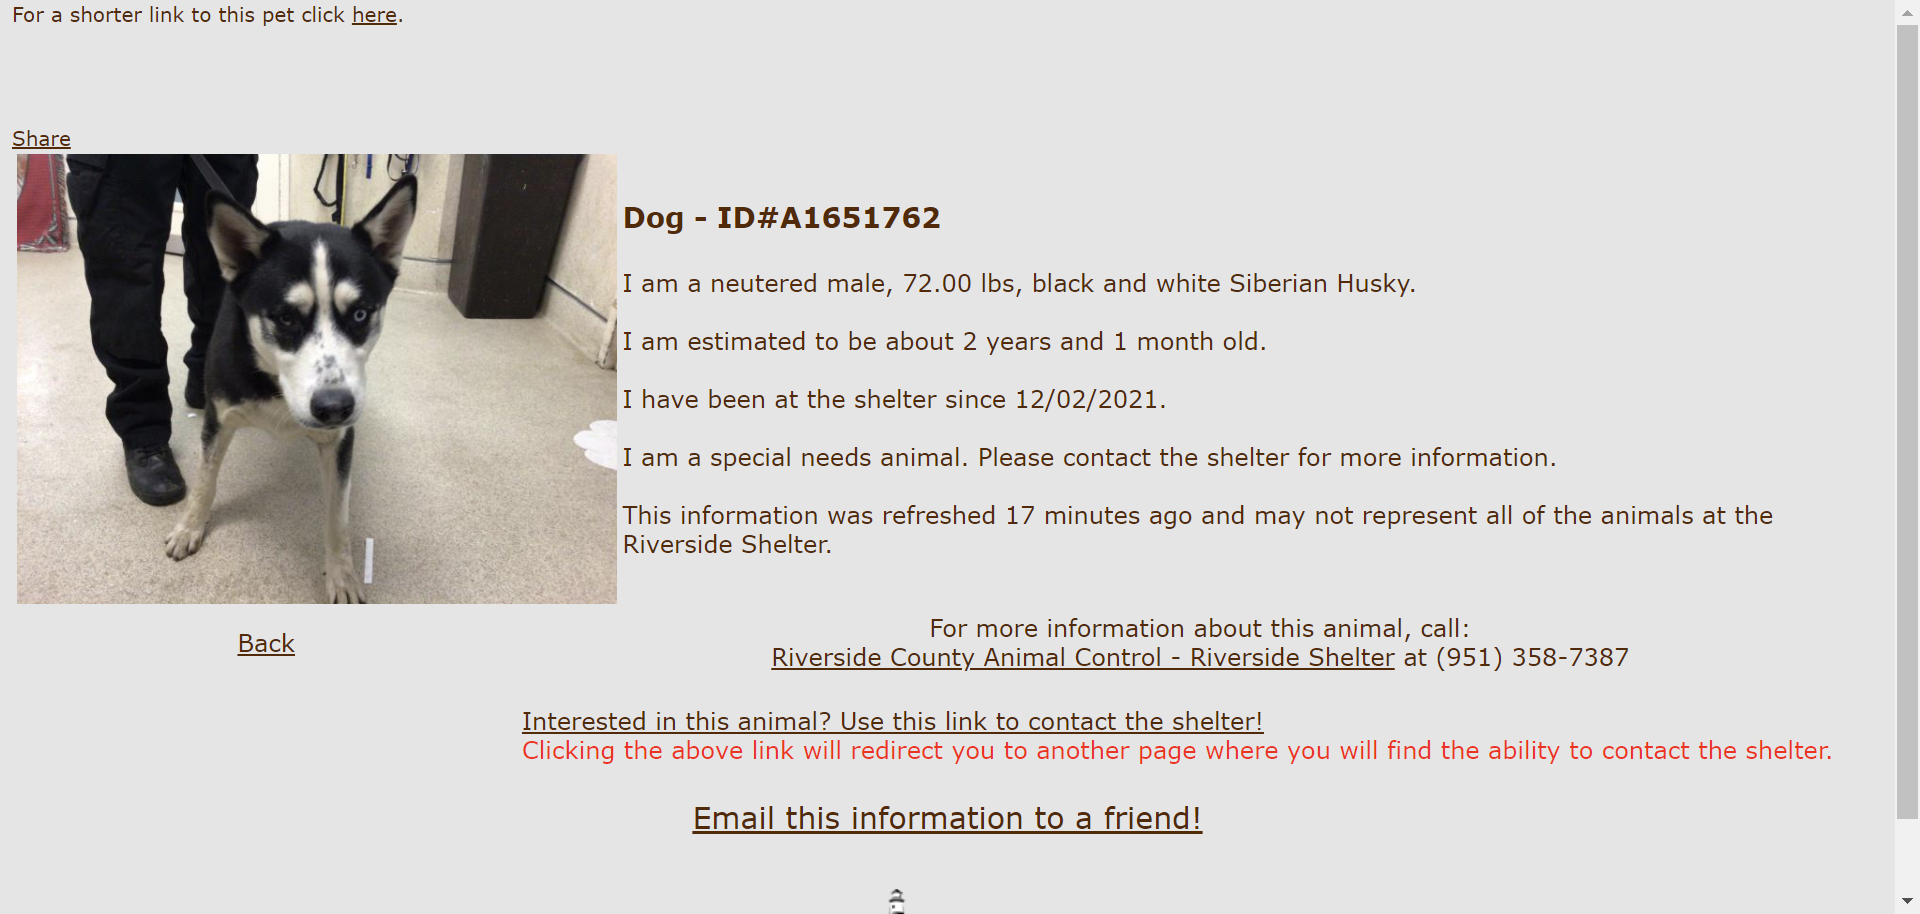 For a shorter link to this pet click here.
Share
Dog - ID#A1651762
I am a neutered male, 72.00 lbs, black and white Siberian Husky.
I am estimated to be about 2 years and 1 month old.
I have been at the shelter since 12/02/2021.
I am a special needs animal. Please contact the shelter for more information.
This information was refreshed 17 minutes ago and may not represent all of the animals at the
Riverside Shelter.
Back
For more information about this animal, call:
Riverside County Animal Control - Riverside Shelter at (951) 358-7387
Interested in this animal? Use this link to contact the shelter!
Clicking the above link will redirect you to another page where you will find the ability to contact the shelter.
Email this information to a friend!